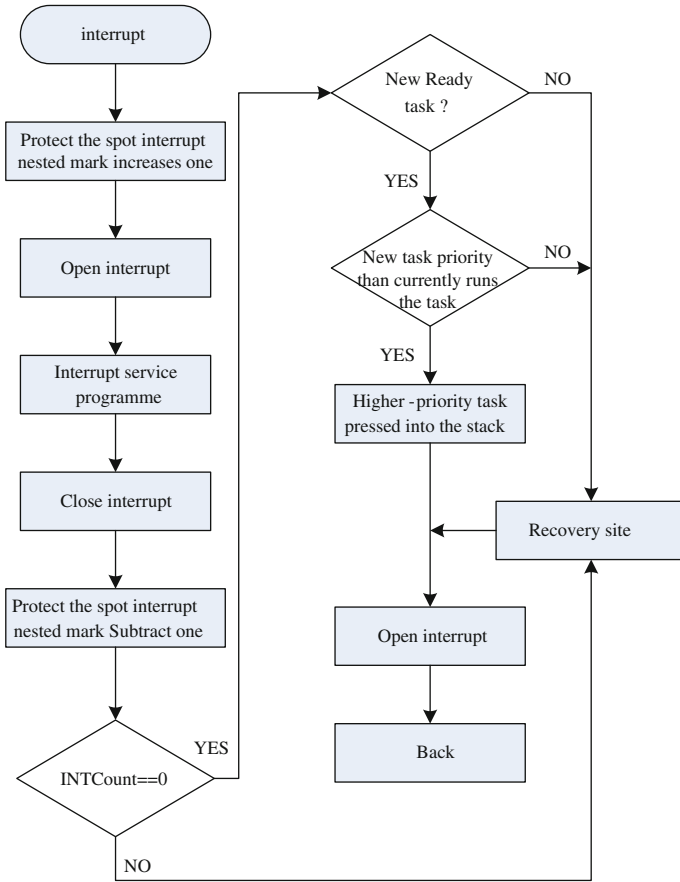 interrupt
Protect the spot interrupt
nested mark increases one
Open interrupt
Interrupt service
programme
Close interrupt
Protect the spot interrupt
nested mark Subtract one
INTCount==0
YES
NO
New Ready
task ?
NO
YES
New task priority
than currently runs
the task
NO
YES
Higher -priority task
pressed into the stack
Recovery site
Open interrupt
Back